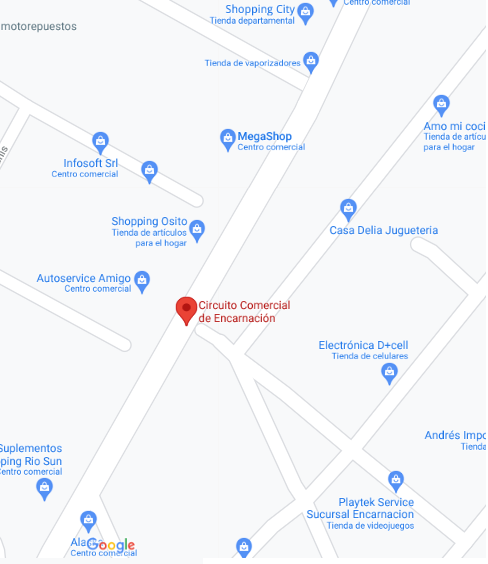 Centro comercial
Shopping City
Tienda departamental
motorepuestos
Tienda de vaporizadores
Amo mi coci
Tienda de artícu
para el hogar
MegaShop
Centro comercial
Infosoft Srl
Centro comercial
Shopping Osito
Tienda de artículos
para el hogar
Casa Delia Jugueteria
Autoservice Amigo
Centro comercial
Circuito Comercial
de Encarnación
Electrónica D+cell
Tienda de celulares
Andrés Impo
Tienda
Suplementos
ping Rio Sun
Centro comercial
Playtek Service
Sucursal Encarnacion
Tienda de videojuegos
Google
Centro comercial